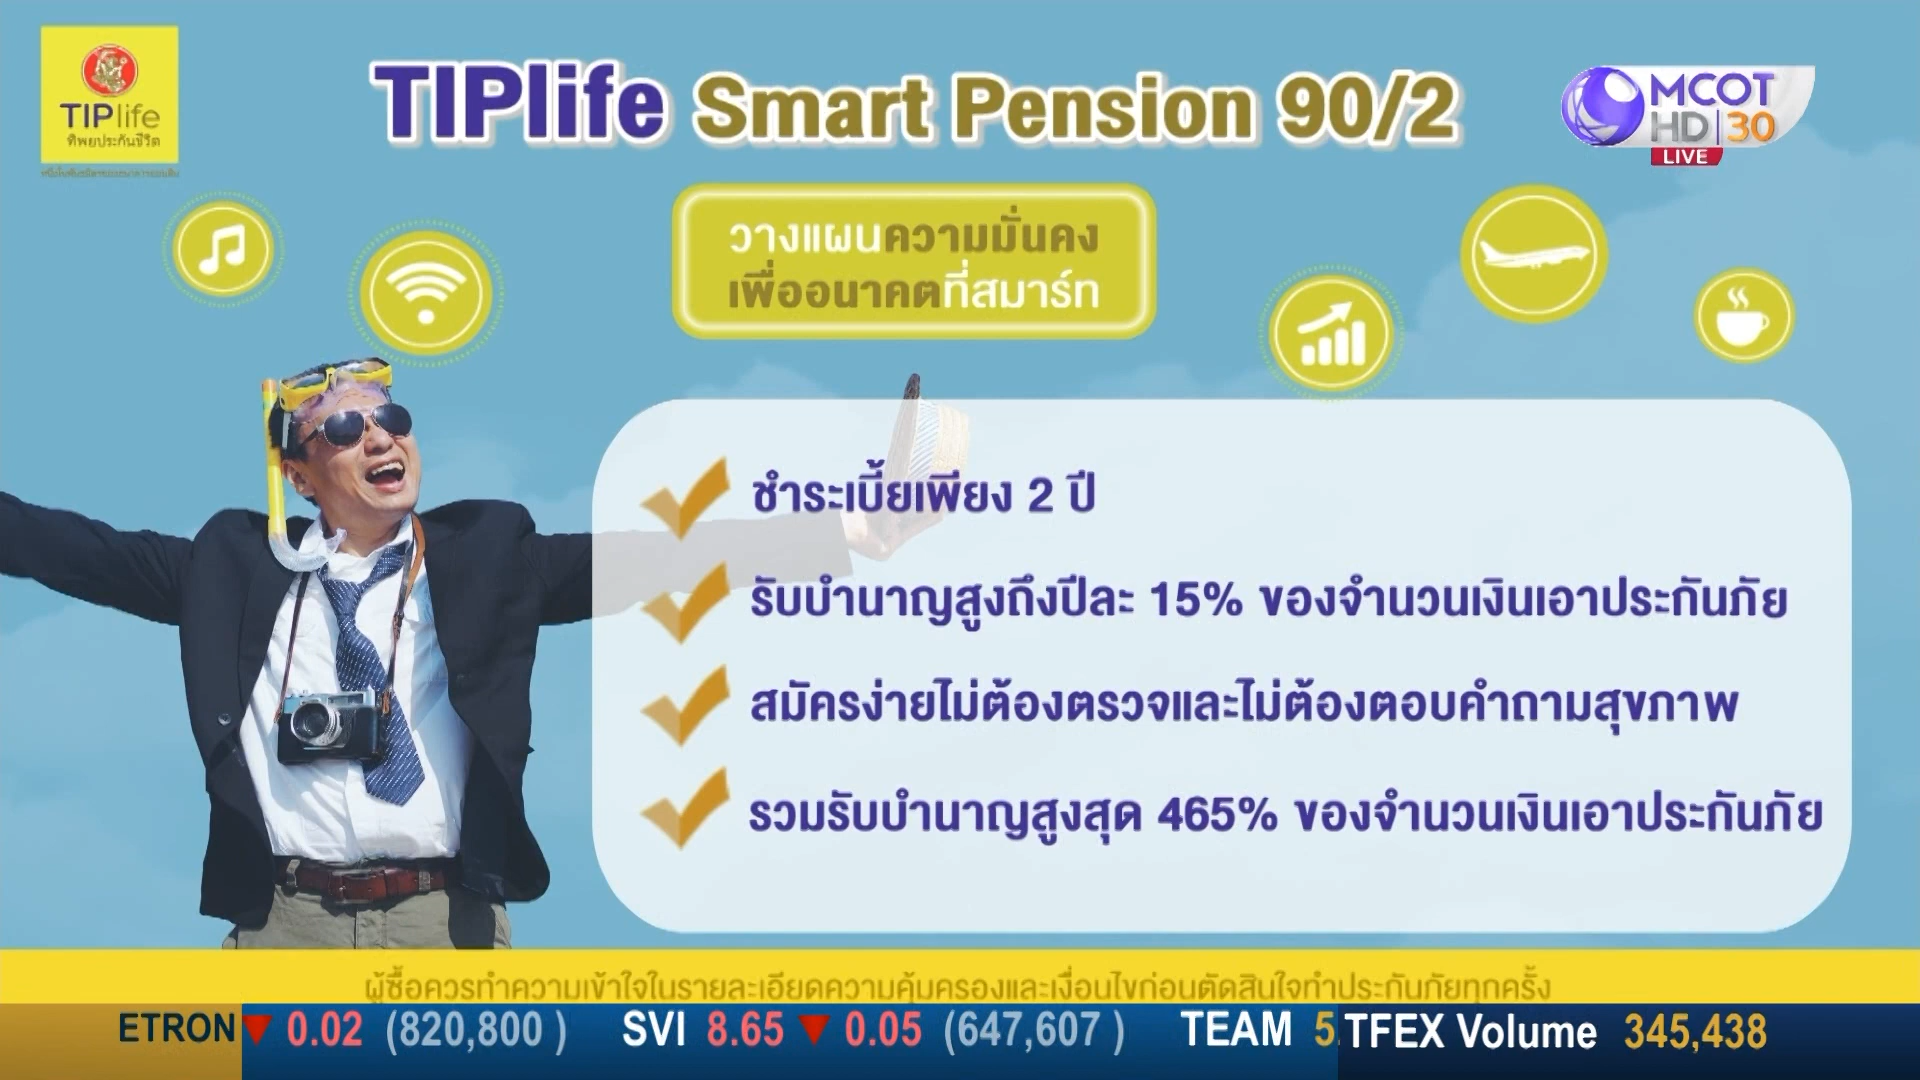 TIPlife
ทิพยประกันชีวิต
TIPlife Smart Pension 90/2
MCOT
HD 30
LIVE
วางแผนความมั่นคง
เพื่ออนาคตที่สมาร์ท
ชำระเบี้ยเพียง 2 ปี
รับบำนาญสูงถึงปีละ 15% ของจำนวนเงินเอาประกันภัย
สมัครง่ายไม่ต้องตรวจและไม่ต้องตอบคำถามสุขภาพ
รวมรับบำนาญสูงสุด 465% ของจำนวนเงินเอาประกันภัย
ผู้ซื้อควรทำความเข้าใจในรายละเอียดความคุ้มครองและเงื่อนไขก่อนตัดสินใจทำประกันภัยทุกครั้ง
ETRON ▼ 0.02 (820,800 ) SVI 8.65 ▼ 0.05 (647,607 ) TEAM 5. TFEX Volume 345,438